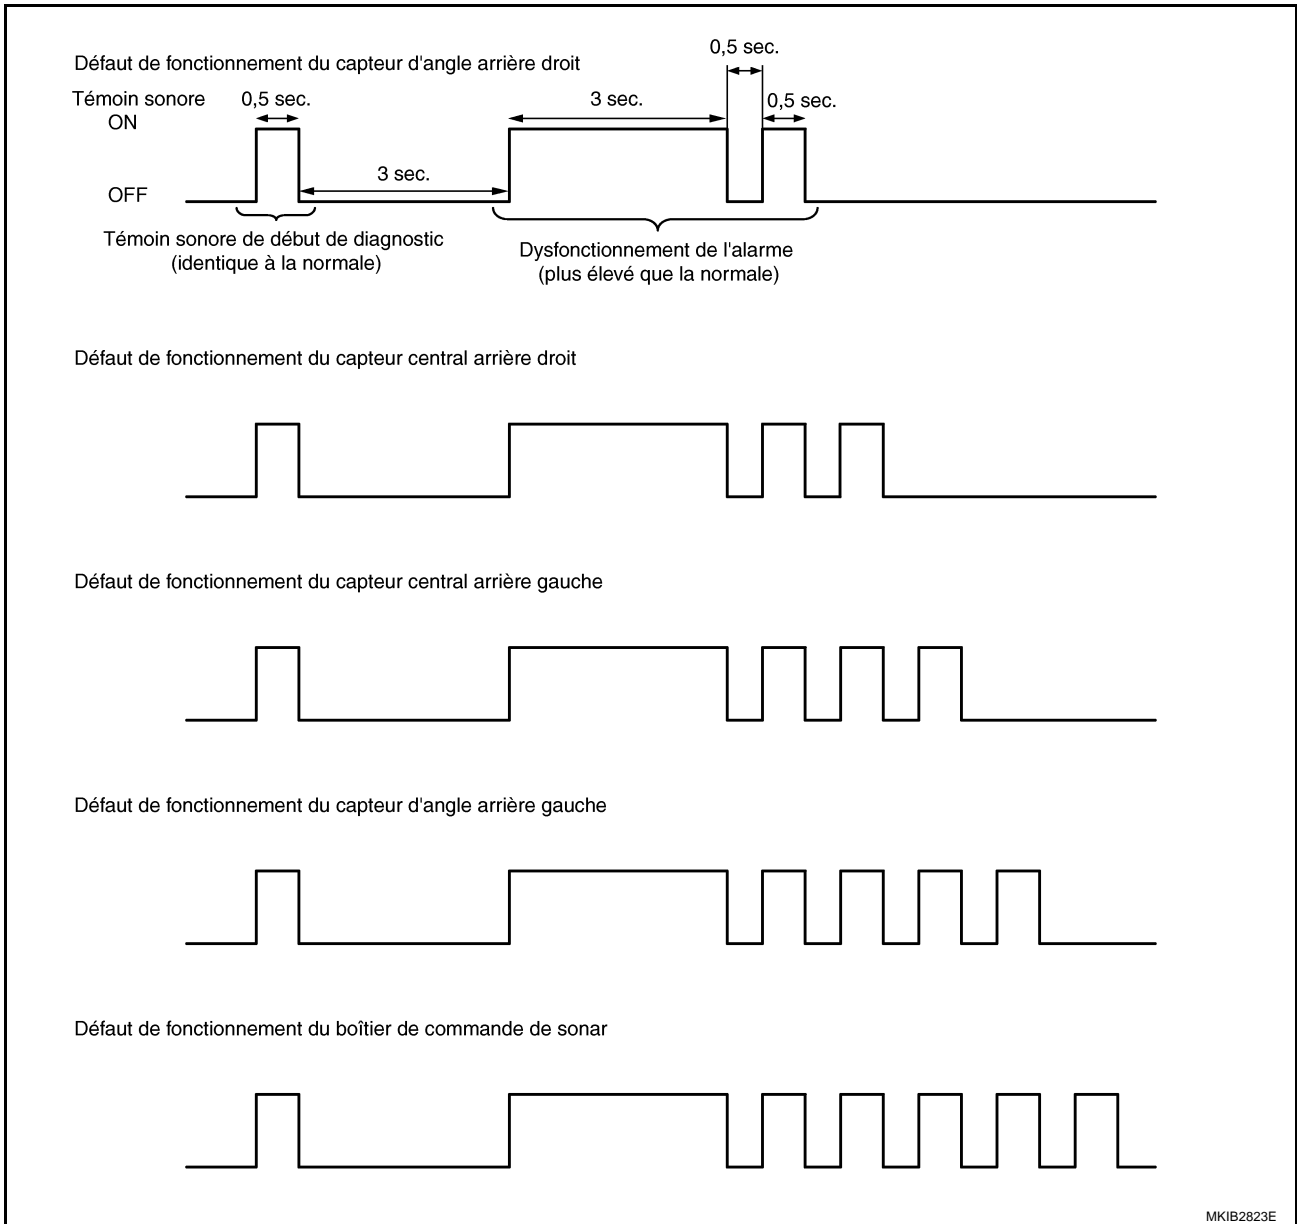 0,5 sec.
Défaut de fonctionnement du capteur d'angle arrière droit
Témoin sonore 0,5 sec. 3 sec. 0,5 sec.
ON
3 sec.
OFF
Témoin sonore de début de diagnostic
(identique à la normale)
Dysfonctionnement de l'alarme
(plus élevé que la normale)
Défaut de fonctionnement du capteur central arrière droit
Défaut de fonctionnement du capteur central arrière gauche
Défaut de fonctionnement du capteur d'angle arrière gauche
Défaut de fonctionnement du boîtier de commande de sonar
MKIB2823E